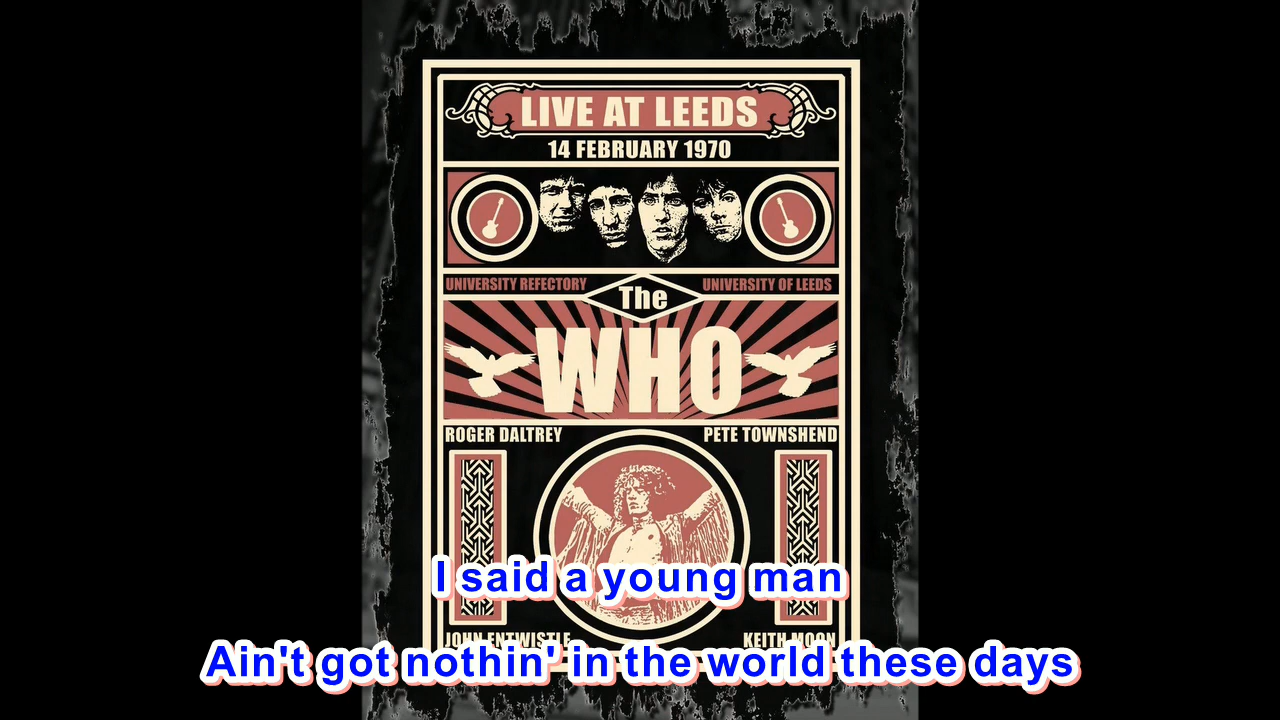 LIVE AT LEEDS
14 FEBRUARY 1970
UNIVERSITY REFECTORY
The
UNIVERSITY OF LEEDS
WHO
ROGER DALTREY
PETE TOWNSHEND
I said a young man
JOHN ENTWISTLE
KEITH MOON
Ain't got nothin' in the world these days